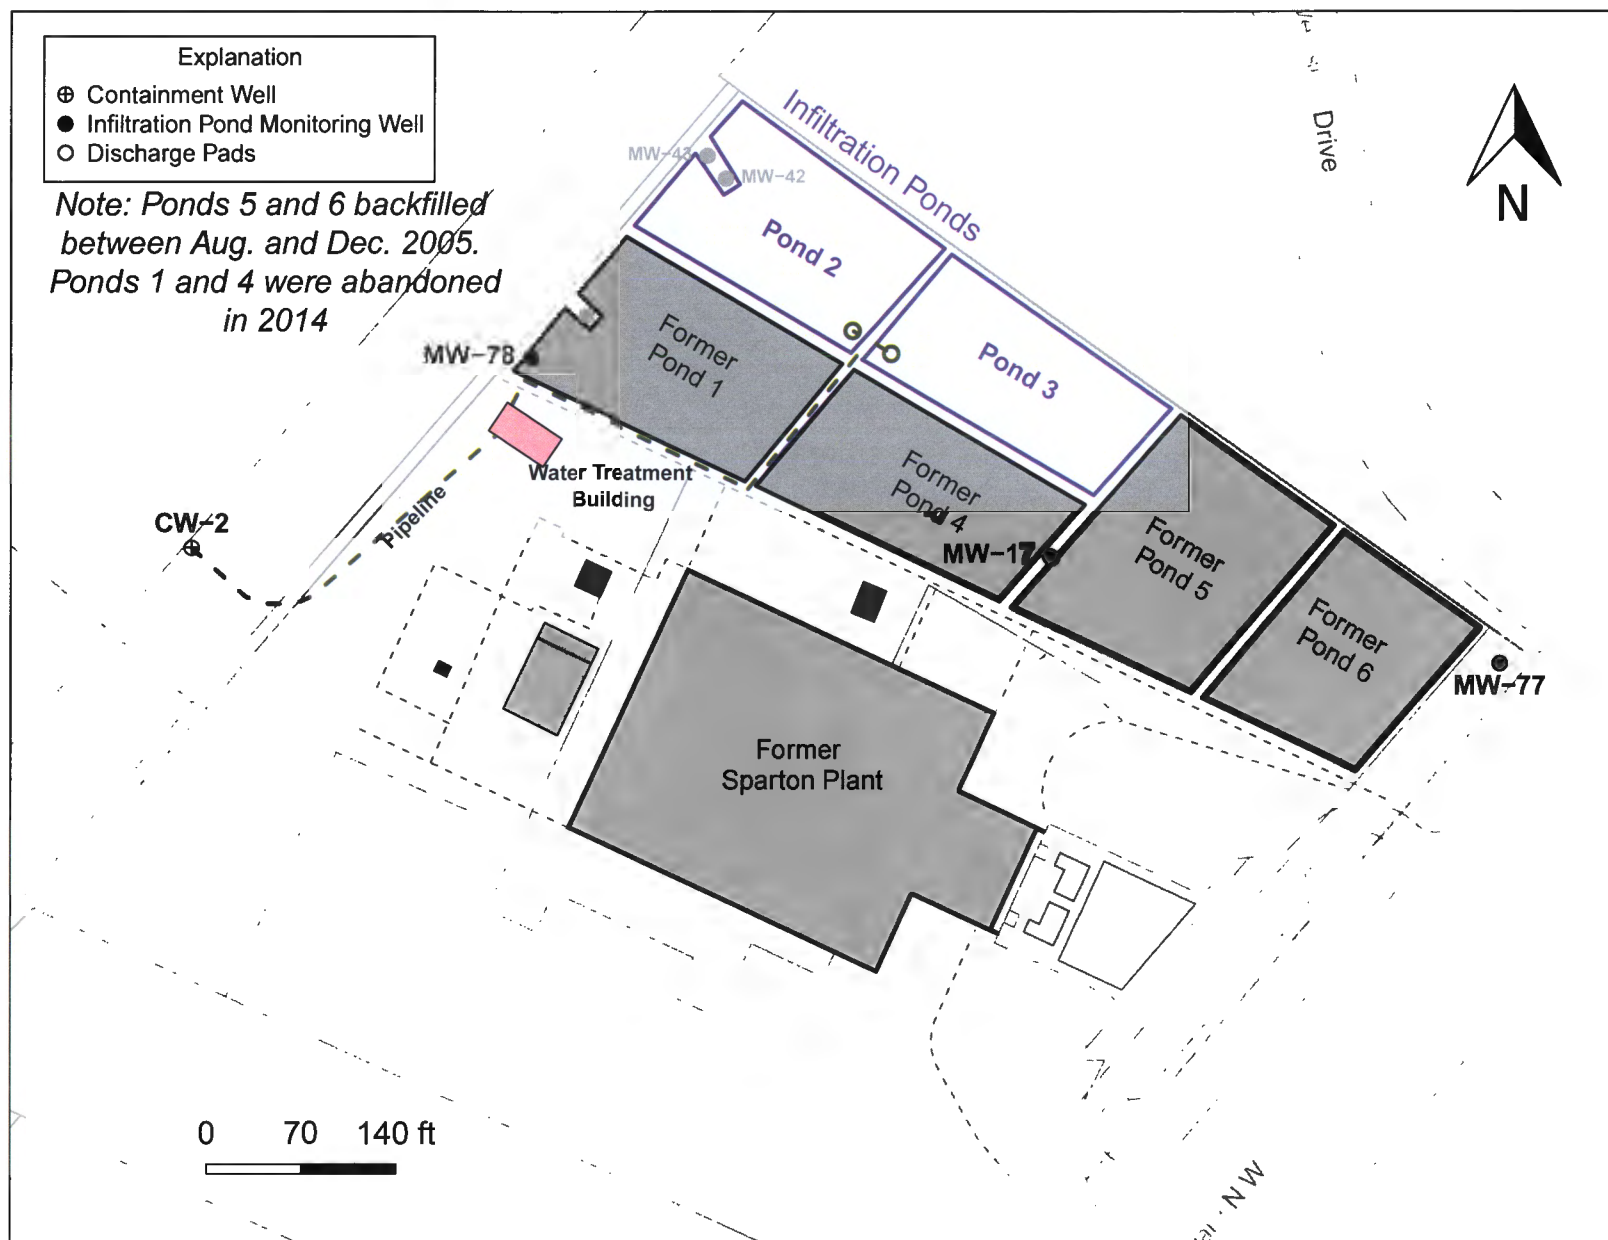 Explanation
Containment Well
Infiltration Pond Monitoring Well
Discharge Pads
Note: Ponds 5 and 6 backfilled
between Aug. and Dec. 2005.
Ponds 1 and 4 were abandoned
in 2014
Drive
N
Infiltration Ponds
MW-43
MW-42
Pond 2
Pond 3
Former
Pond 1
MW-78
Former
Pond 4
MW-17
Former
Pond 5
Former
Pond 6
MW-77
Water Treatment
Building
Pipeline
CW-2
Former
Sparton Plant
0 70 140 ft
NW